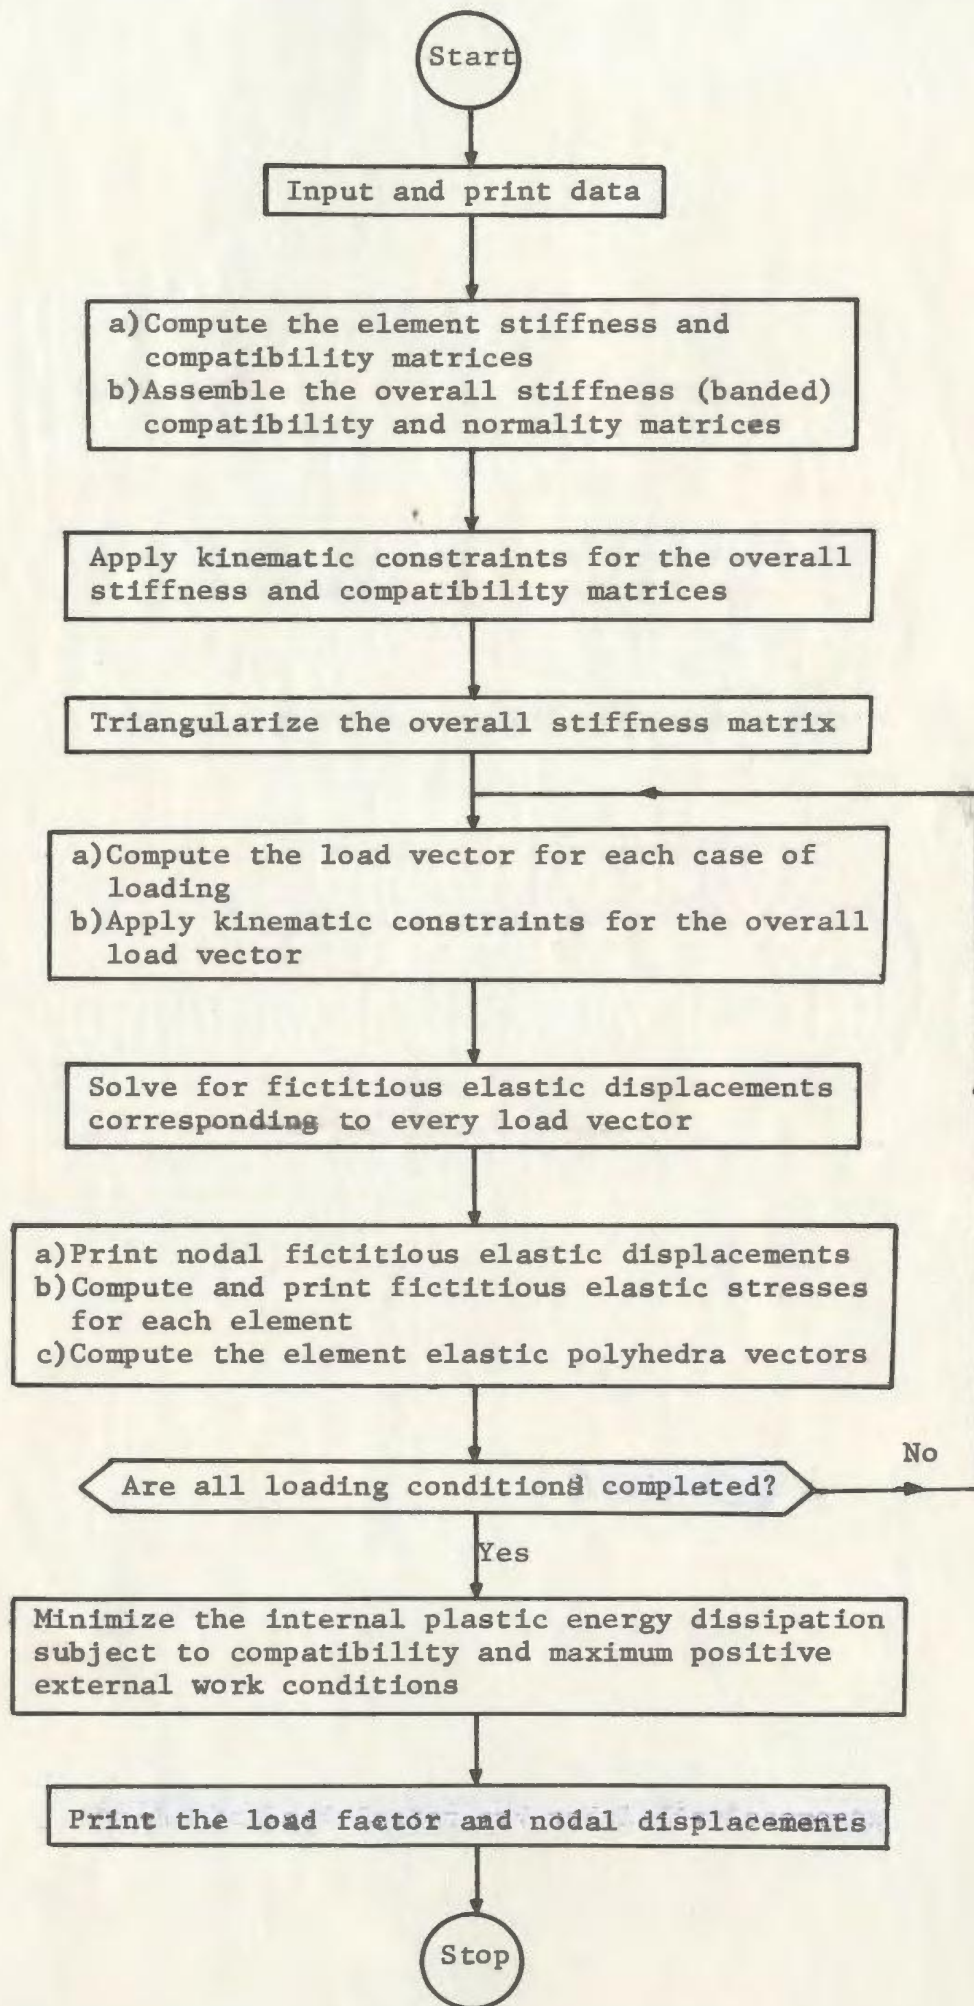 Start
Input and print data
a)Compute the element stiffness and
compatibility matrices
b)Assemble the overall stiffness (banded)
compatibility and normality matrices
Apply kinematic constraints for the overall
stiffness and compatibility matrices
Triangularize the overall stiffness matrix
a)Compute the load vector for each case of
loading
b)Apply kinematic constraints for the overall
load vector
Solve for fictitious elastic displacements
corresponding to every load vector
a)Print nodal fictitious elastic displacements
b)Compute and print fictitious elastic stresses
for each element
c)Compute the element elastic polyhedra vectors
No
Are all loading conditions completed?
Yes
Minimize the internal plastic energy dissipation
subject to compatibility and maximum positive
external work conditions
Print the load factor and nodal displacements
Stop